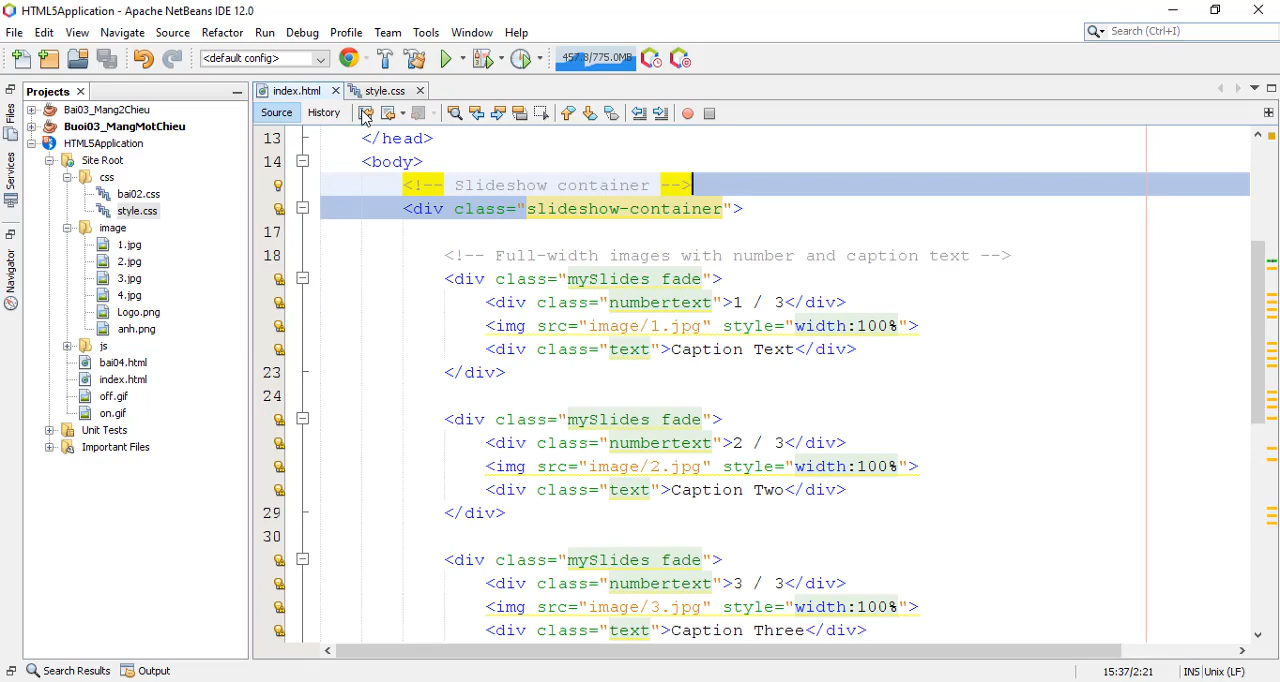 HTML5Application - Apache NetBeans IDE 12.0
File Edit View Navigate Source Refactor Run Debug Profile Team Tools Window Help
Search (Ctrl+I)
<default config>
457.8/775.0MB
Projects
index.html
style.css
Source
History
Files
Services
Navigator
Bai03_Mang2Chieu
Buoi03_MangMotChieu
HTML5Application
Site Root
css
bai02.css
style.css
image
1.jpg
2.jpg
3.jpg
4.jpg
Logo.png
anh.png
js
bai04.html
index.html
off.gif
on.gif
Unit Tests
Important Files
13 </head>
14 <body>
<!-- Slideshow container -->
<div class="slideshow-container">
17
18 <!-- Full-width images with number and caption text -->
<div class="mySlides fade">
<div class="numbertext">1 / 3</div>
<img src="image/1.jpg" style="width:100%">
<div class="text">Caption Text</div>
23 </div>
24
<div class="mySlides fade">
<div class="numbertext">2 / 3</div>
<img src="image/2.jpg" style="width:100%">
<div class="text">Caption Two</div>
29 </div>
30
<div class="mySlides fade">
<div class="numbertext">3 / 3</div>
<img src="image/3.jpg" style="width:100%">
<div class="text">Caption Three</div>
Search Results
Output
15:37/2:21
INS
Unix (LF)